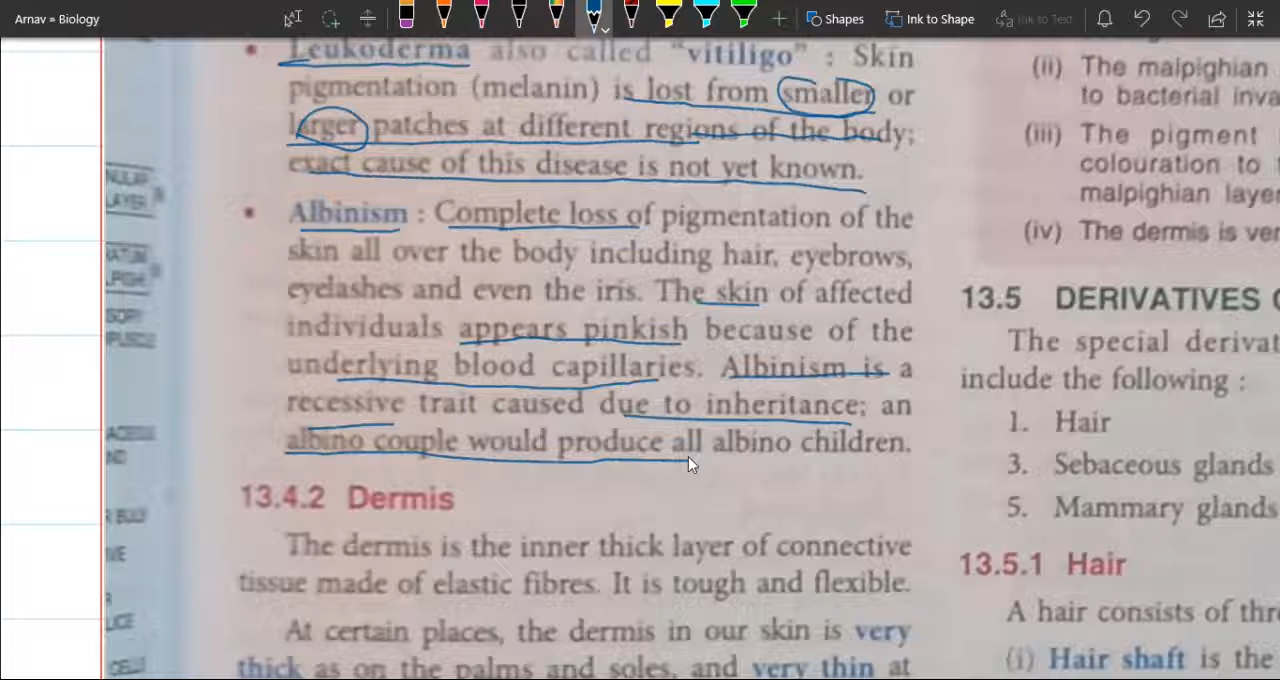 Arnav » Biology
Shapes
Ink to Shape
Ink to Text
• Leukoderma also called “vitiligo” : Skin
pigmentation (melanin) is lost from smaller or
larger patches at different regions of the body;
exact cause of this disease is not yet known.
• Albinism : Complete loss of pigmentation of the
skin all over the body including hair, eyebrows,
eyelashes and even the iris. The skin of affected
individuals appears pinkish because of the
underlying blood capillaries. Albinism is a
recessive trait caused due to inheritance; an
albino couple would produce all albino children.
13.4.2 Dermis
The dermis is the inner thick layer of connective
tissue made of elastic fibres. It is tough and flexible.
At certain places, the dermis in our skin is very
thick as on the palms and soles, and very thin at
(ii) The malpighian
to bacterial inva
(iii) The pigment
colouration to
malpighian laye
(iv) The dermis is ver
13.5 DERIVATIVES
The special derivat
include the following :
1. Hair
3. Sebaceous glands
5. Mammary glands
13.5.1 Hair
A hair consists of thr
(i) Hair shaft is the